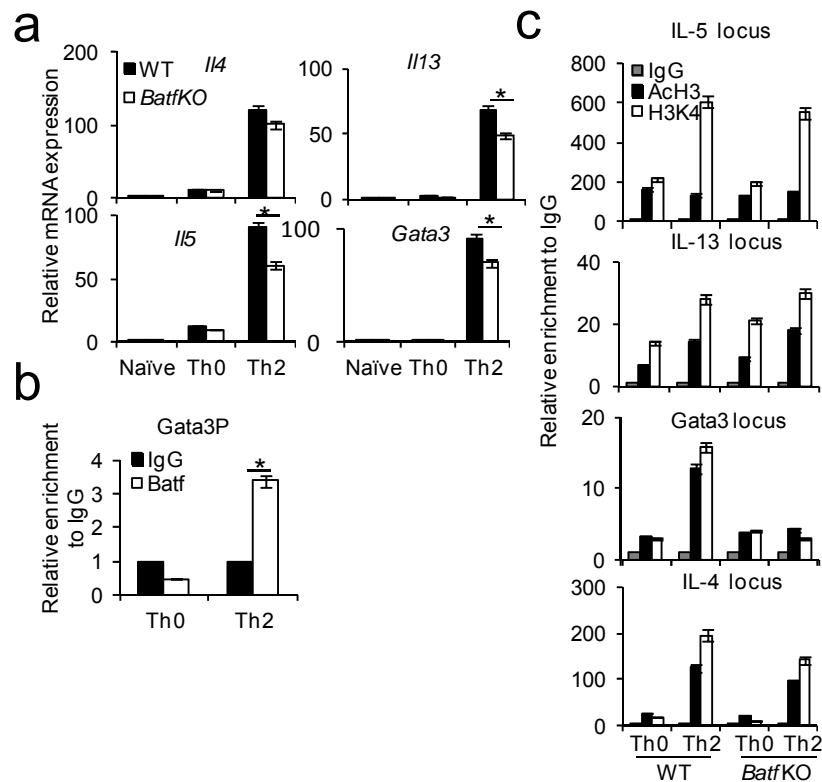 a
Relative mRNA expression
Il4
WT
BatfKO
200
100
0
Il13
*
100
50
0
Il5
*
100
50
0
Naïve Th0 Th2
Gata3
*
100
0
Naïve Th0 Th2
b
Gata3P
Relative enrichment
to IgG
IgG
Batf
*
4
3
2
1
0
Th0 Th2
c
Relative enrichment to IgG
IL-5 locus
IgG
AcH3
H3K4
800
600
400
200
0
IL-13 locus
40
20
0
Gata3 locus
20
10
0
IL-4 locus
300
200
100
0
Th0 Th2 Th0 Th2
WT BatfKO